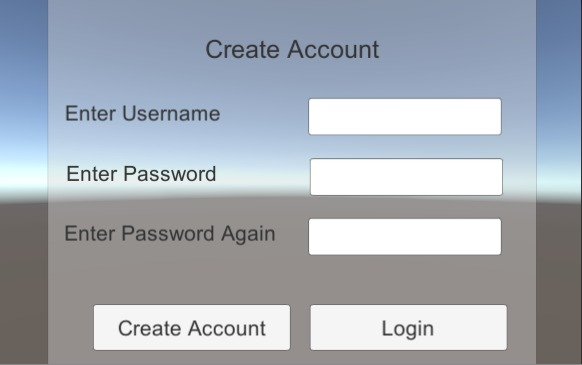 Create Account
Enter Username
Enter Password
Enter Password Again
Create Account
Login